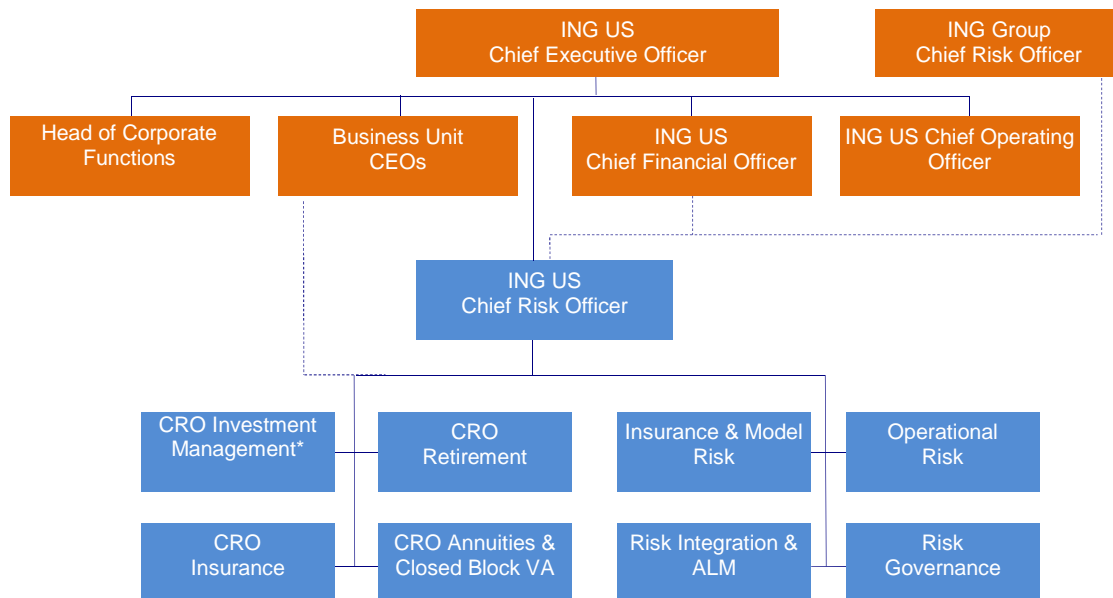 ING US
Chief Executive Officer
ING Group
Chief Risk Officer
Head of Corporate
Functions
Business Unit
CEOs
ING US
Chief Financial Officer
ING US Chief Operating
Officer
ING US
Chief Risk Officer
CRO Investment
Management*
CRO
Retirement
Insurance & Model
Risk
Operational
Risk
CRO
Insurance
CRO Annuities &
Closed Block VA
Risk Integration &
ALM
Risk
Governance